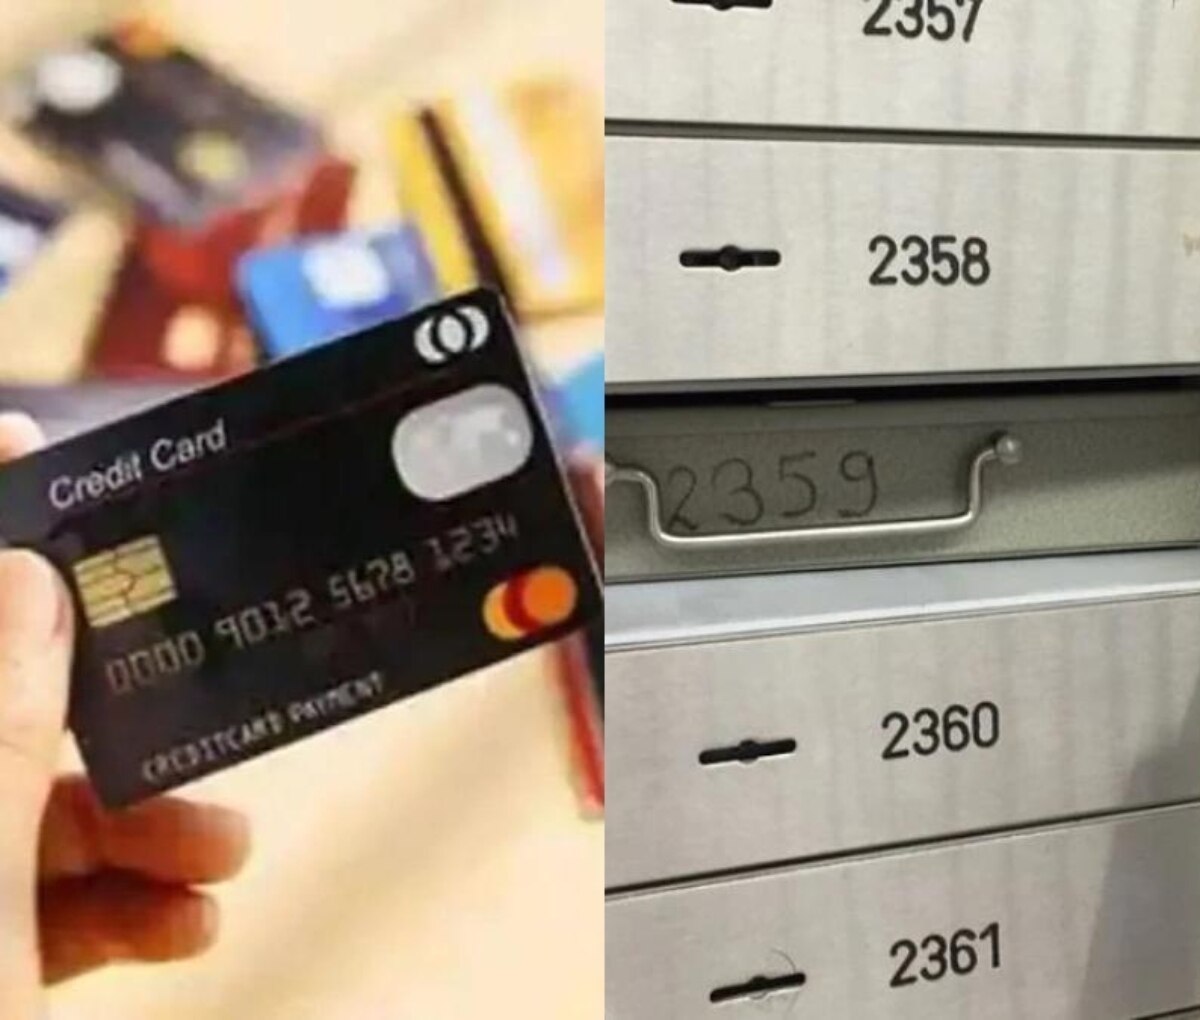 Credit Card
0000 9012 5678 1234
CREDITCARD PAYMENT
2357
2358
2359
2360
2361